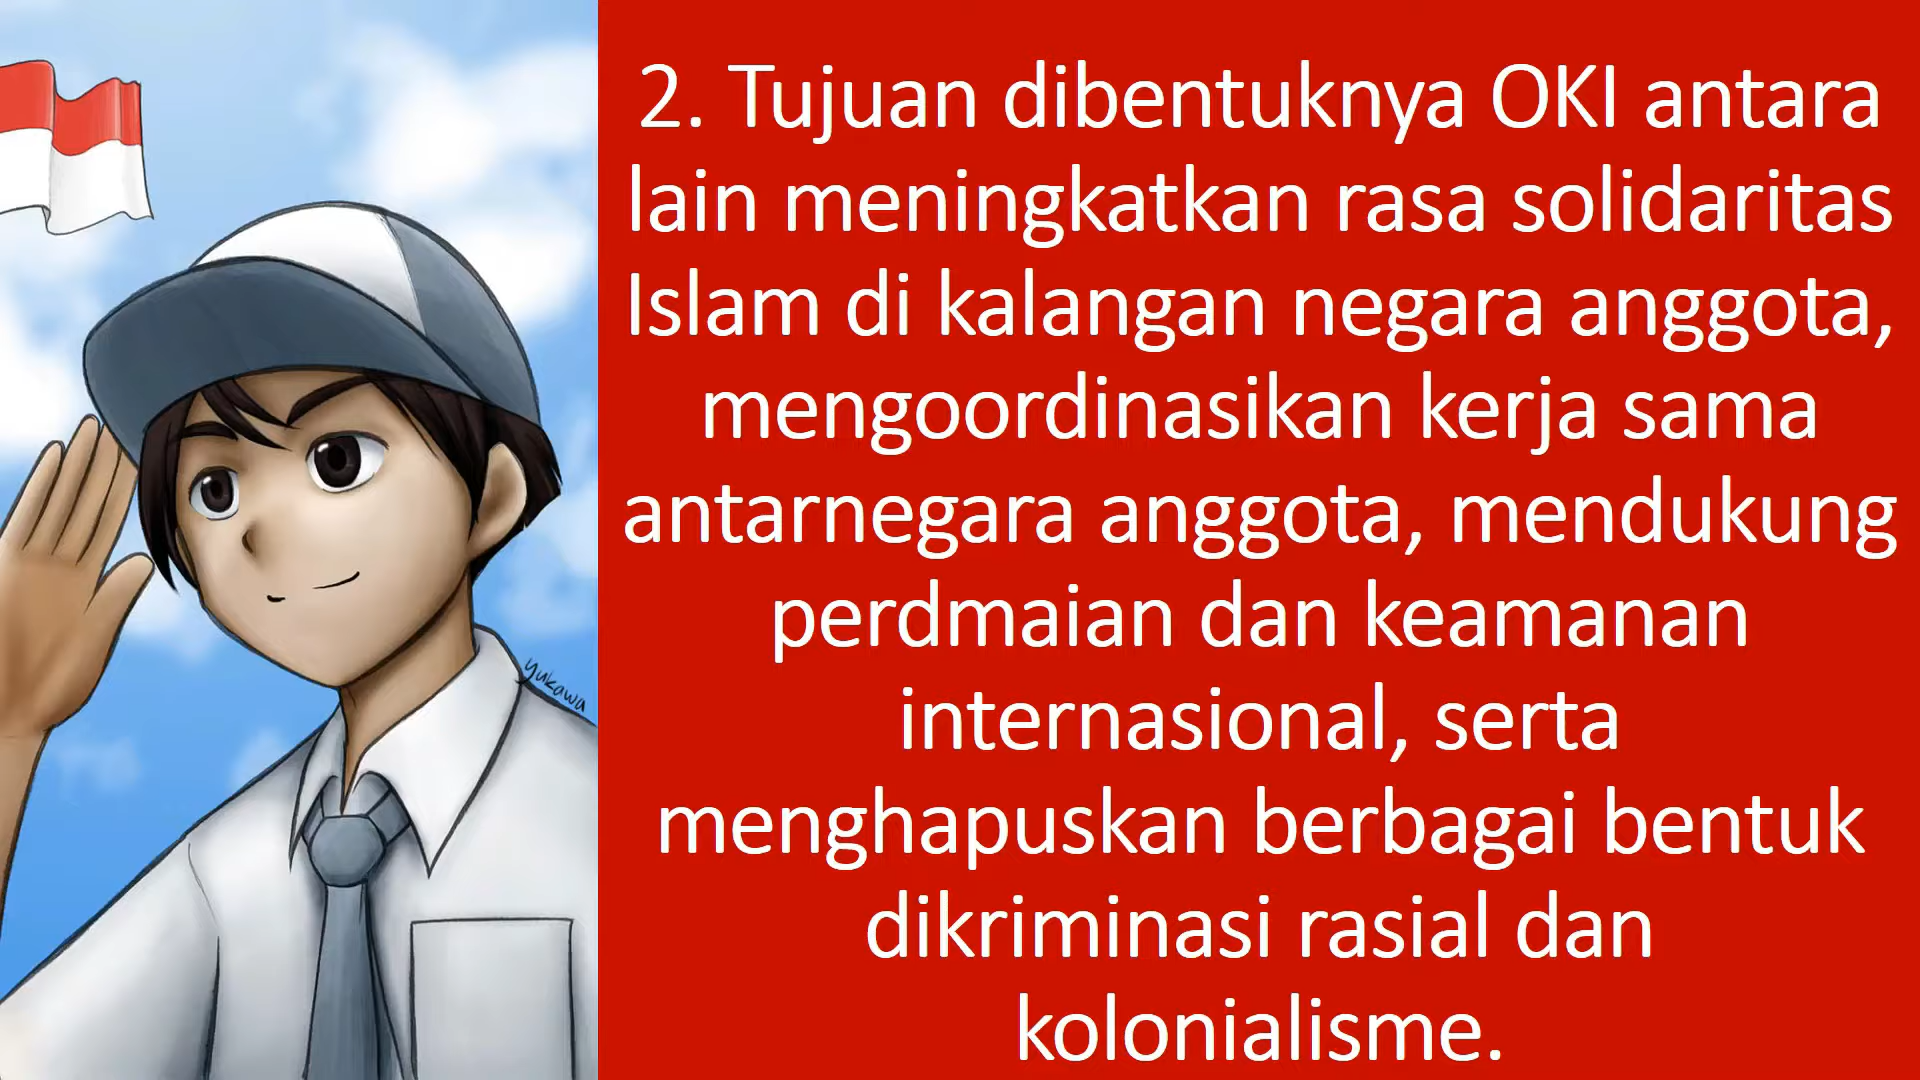 2. Tujuan dibentuknya OKI antara
lain meningkatkan rasa solidaritas
Islam di kalangan negara anggota,
mengoordinasikan kerja sama
antarnegara anggota, mendukung
perdmaian dan keamanan
internasional, serta
menghapuskan berbagai bentuk
dikriminasi rasial dan
kolonialisme.
yukawa